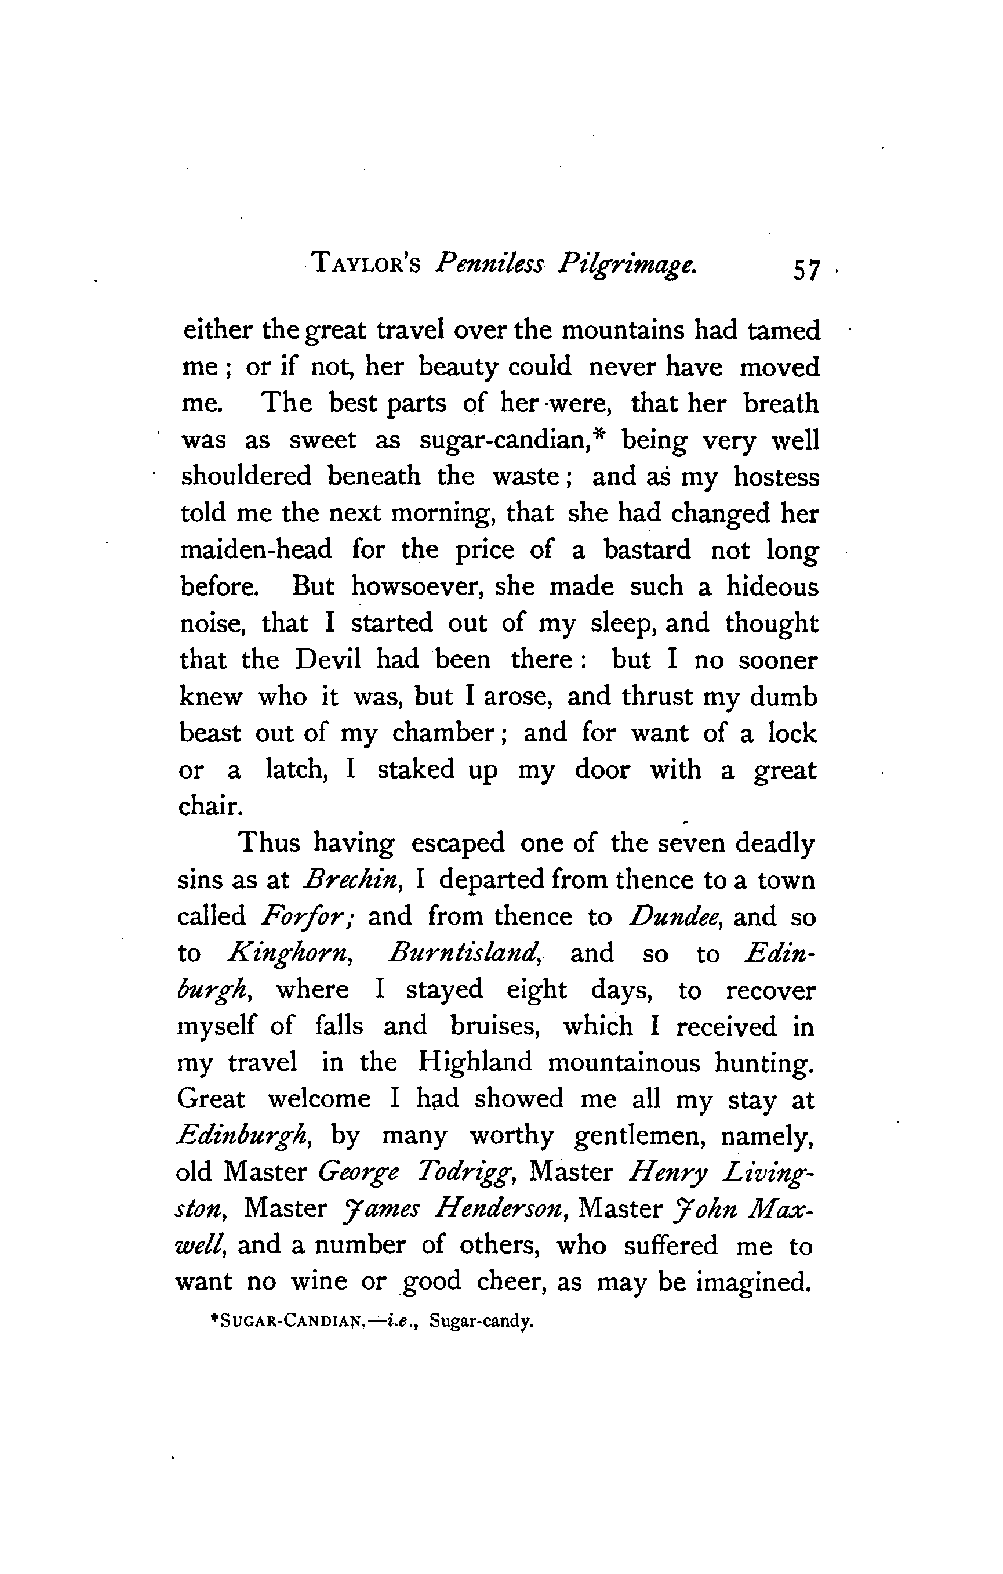 TAYLOR'S Penniless Pilgrimage. 57
either the great travel over the mountains had tamed
me ; or if not, her beauty could never have moved
me. The best parts of her were, that her breath
was as sweet as sugar-candian,* being very well
shouldered beneath the waste ; and as my hostess
told me the next morning, that she had changed her
maiden-head for the price of a bastard not long
before. But howsoever, she made such a hideous
noise, that I started out of my sleep, and thought
that the Devil had been there : but I no sooner
knew who it was, but I arose, and thrust my dumb
beast out of my chamber ; and for want of a lock
or a latch, I staked up my door with a great
chair.
Thus having escaped one of the seven deadly
sins as at Brechin, I departed from thence to a town
called Forfor; and from thence to Dundee, and so
to Kinghorn, Burntisland, and so to Edin-
burgh, where I stayed eight days, to recover
myself of falls and bruises, which I received in
my travel in the Highland mountainous hunting.
Great welcome I had showed me all my stay at
Edinburgh, by many worthy gentlemen, namely,
old Master George Todrigg, Master Henry Living-
ston, Master James Henderson, Master John Max-
well, and a number of others, who suffered me to
want no wine or good cheer, as may be imagined.
*SUGAR-CANDIAN.—i.e., Sugar-candy.